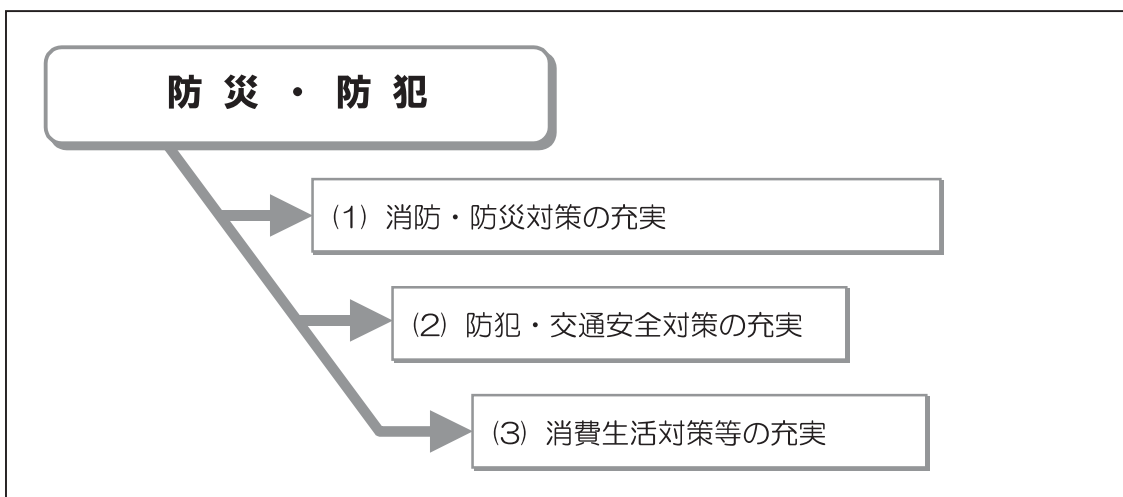 防災・防犯
(1) 消防・防災対策の充実
(2) 防犯・交通安全対策の充実
(3) 消費生活対策等の充実